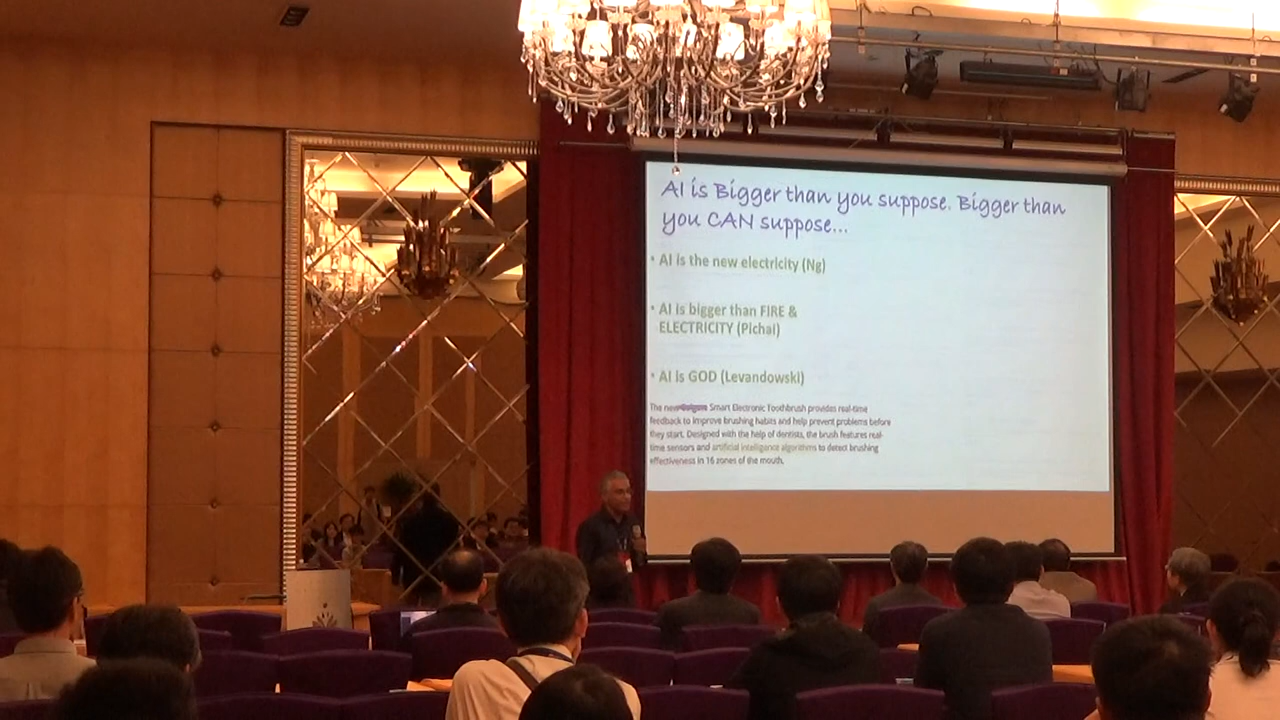 AI is Bigger than you suppose. Bigger than
you CAN suppose...
• AI is the new electricity (Ng)
• AI is bigger than FIRE &
ELECTRICITY (Pichai)
• AI is GOD (Levandowski)
The new Colgate Smart Electronic Toothbrush provides real-time
feedback to improve brushing habits and help prevent problems before
they start. Designed with the help of dentists, the brush features real-
time sensors and artificial intelligence algorithms to detect brushing
effectiveness in 16 zones of the mouth.